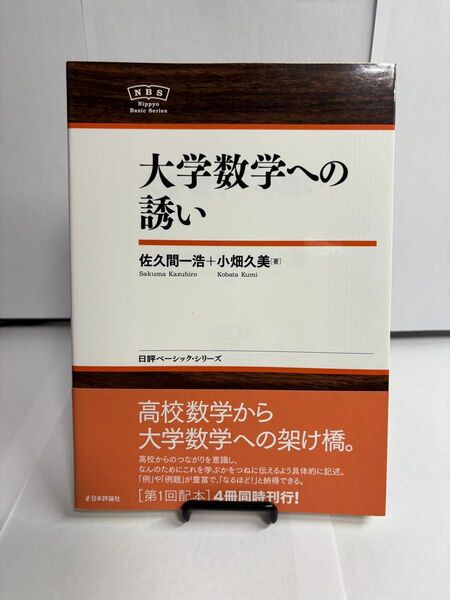 NBS
Nippyo
Basic Series
大学数学への
誘い
佐久間一浩+小畑久美[著]
Sakuma Kazuhiro Kobata Kumi
日評ベーシック・シリーズ
高校数学から
大学数学への架け橋。
高校からのつながりを意識し、
なんのためにこれを学ぶかをつねに伝えるよう具体的に記述。
「例」や「例題」が豊富で、「なるほど!」と納得できる。
日本評論社
[第1回配本]4冊同時刊行!